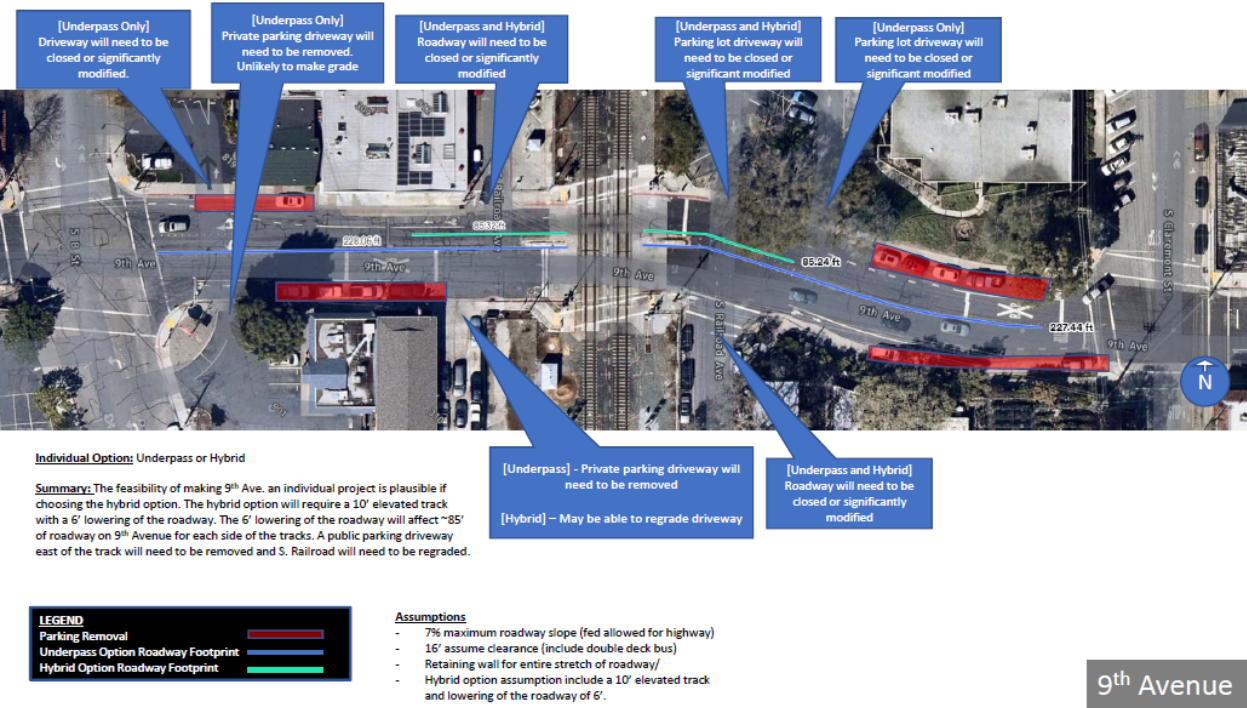 [Underpass Only]
Driveway will need to be
closed or significantly
modified.
[Underpass Only]
Private parking driveway will
need to be removed.
Unlikely to make grade
[Underpass and Hybrid]
Roadway will need to be
closed or significantly
modified
[Underpass and Hybrid]
Parking lot driveway will
need to be closed or
significant modified
[Underpass Only]
Parking lot driveway will
need to be closed or
significant modified
S B St
9th Ave
228.06 ft
85.32 ft
9th Ave
9th Ave
S Railroad Ave
85.24 ft
9th Ave
227.44 ft
9th Ave
S Claremont St
N
[Underpass] - Private parking driveway will
need to be removed
[Hybrid] – May be able to regrade driveway
[Underpass and Hybrid]
Roadway will need to be
closed or significantly
modified
Individual Option: Underpass or Hybrid
Summary: The feasibility of making 9th Ave. an individual project is plausible if
choosing the hybrid option. The hybrid option will require a 10’ elevated track
with a 6’ lowering of the roadway. The 6’ lowering of the roadway will affect ~85’
of roadway on 9th Avenue for each side of the tracks. A public parking driveway
east of the track will need to be removed and S. Railroad will need to be regraded.
LEGEND
Parking Removal
Underpass Option Roadway Footprint
Hybrid Option Roadway Footprint
Assumptions
- 7% maximum roadway slope (fed allowed for highway)
- 16’ assume clearance (include double deck bus)
- Retaining wall for entire stretch of roadway/
- Hybrid option assumption include a 10’ elevated track
and lowering of the roadway of 6’.
9th Avenue